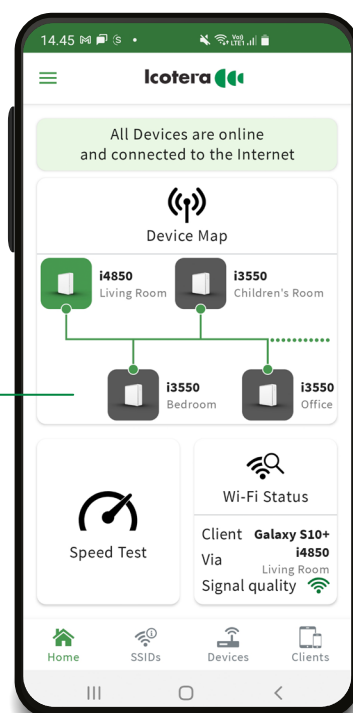 14.45
Icotera
All Devices are online
and connected to the Internet
Device Map
i4850
Living Room
i3550
Children's Room
i3550
Bedroom
i3550
Office
Speed Test
Wi-Fi Status
Client Galaxy S10+
Via i4850
Living Room
Signal quality
Home SSIDs Devices Clients